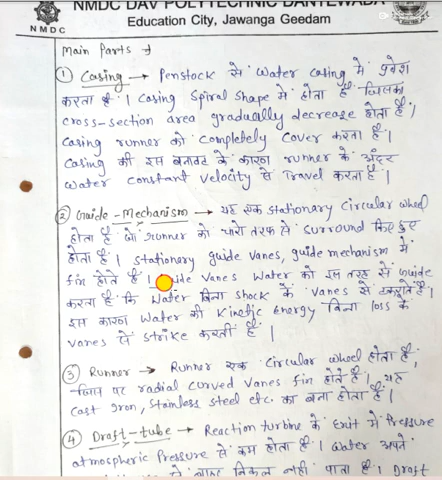 NMDC DAV POLYTECHNIC DANTEWADA
Education City, Jawanga Geedam
NMDC
Main Parts →
① Casing → Penstock से Water casing में प्रवेश
करता है। Casing Spiral shape में होता है जिसका
cross-section area gradually decrease होता है।
Casing runner को completely cover करता है।
Casing की इस बनावट के कारण runner के अंदर
water constant velocity से travel करता है।
② Guide-Mechanism → यह एक stationary circular wheel
होता है जो runner को चारो तरफ से surround किए हुए
होता है। stationary guide vanes, guide mechanism में
fix होते है। vanes water को इस तरह से guide
करता है कि water बिना shock के vanes से टकराते है।
इस कारण water की kinetic Energy बिना loss के
vanes से strike करती है।
③ Runner → Runner एक circular wheel होता है,
जिस पर radial curved vanes fix होते है। यह
cast iron, stainless steel etc. का बना होता है।
④ Draft-tube → Reaction turbine के Exit में Pressure
atmospheric Pressure से कम होता है। water अपने
से बाहर निकल नहीं पाता है। Draft